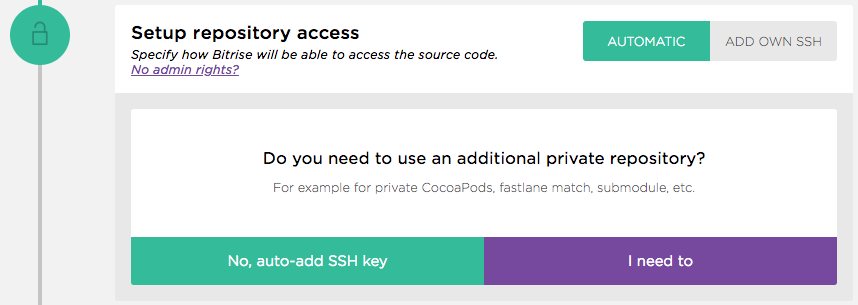 Setup repository access
Specify how Bitrise will be able to access the source code.
No admin rights?
AUTOMATIC
ADD OWN SSH
Do you need to use an additional private repository?
For example for private CocoaPods, fastlane match, submodule, etc.
No, auto-add SSH key
I need to